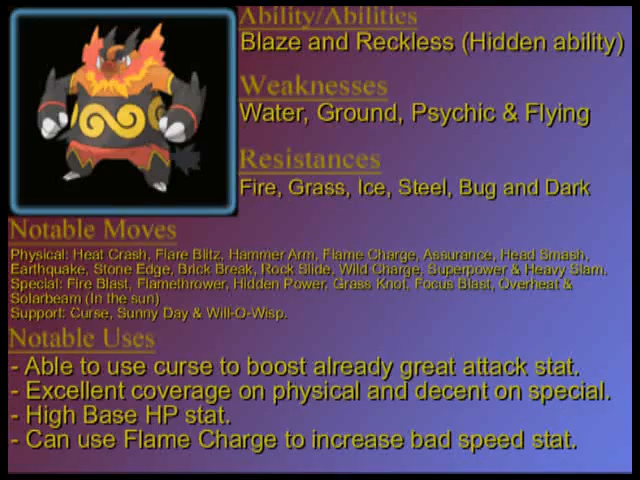 Ability/Abilities
Blaze and Reckless (Hidden ability)
Weaknesses
Water, Ground, Psychic & Flying
Resistances
Fire, Grass, Ice, Steel, Bug and Dark
Notable Moves
Physical: Heat Crash, Flare Blitz, Hammer Arm, Flame Charge, Assurance, Head Smash,
Earthquake, Stone Edge, Brick Break, Rock Slide, Wild Charge, Superpower & Heavy Slam.
Special: Fire Blast, Flamethrower, Hidden Power, Grass Knot, Focus Blast, Overheat &
Solarbeam (In the sun)
Support: Curse, Sunny Day & Will-O-Wisp.
Notable Uses
- Able to use curse to boost already great attack stat.
- Excellent coverage on physical and decent on special.
- High Base HP stat.
- Can use Flame Charge to increase bad speed stat.